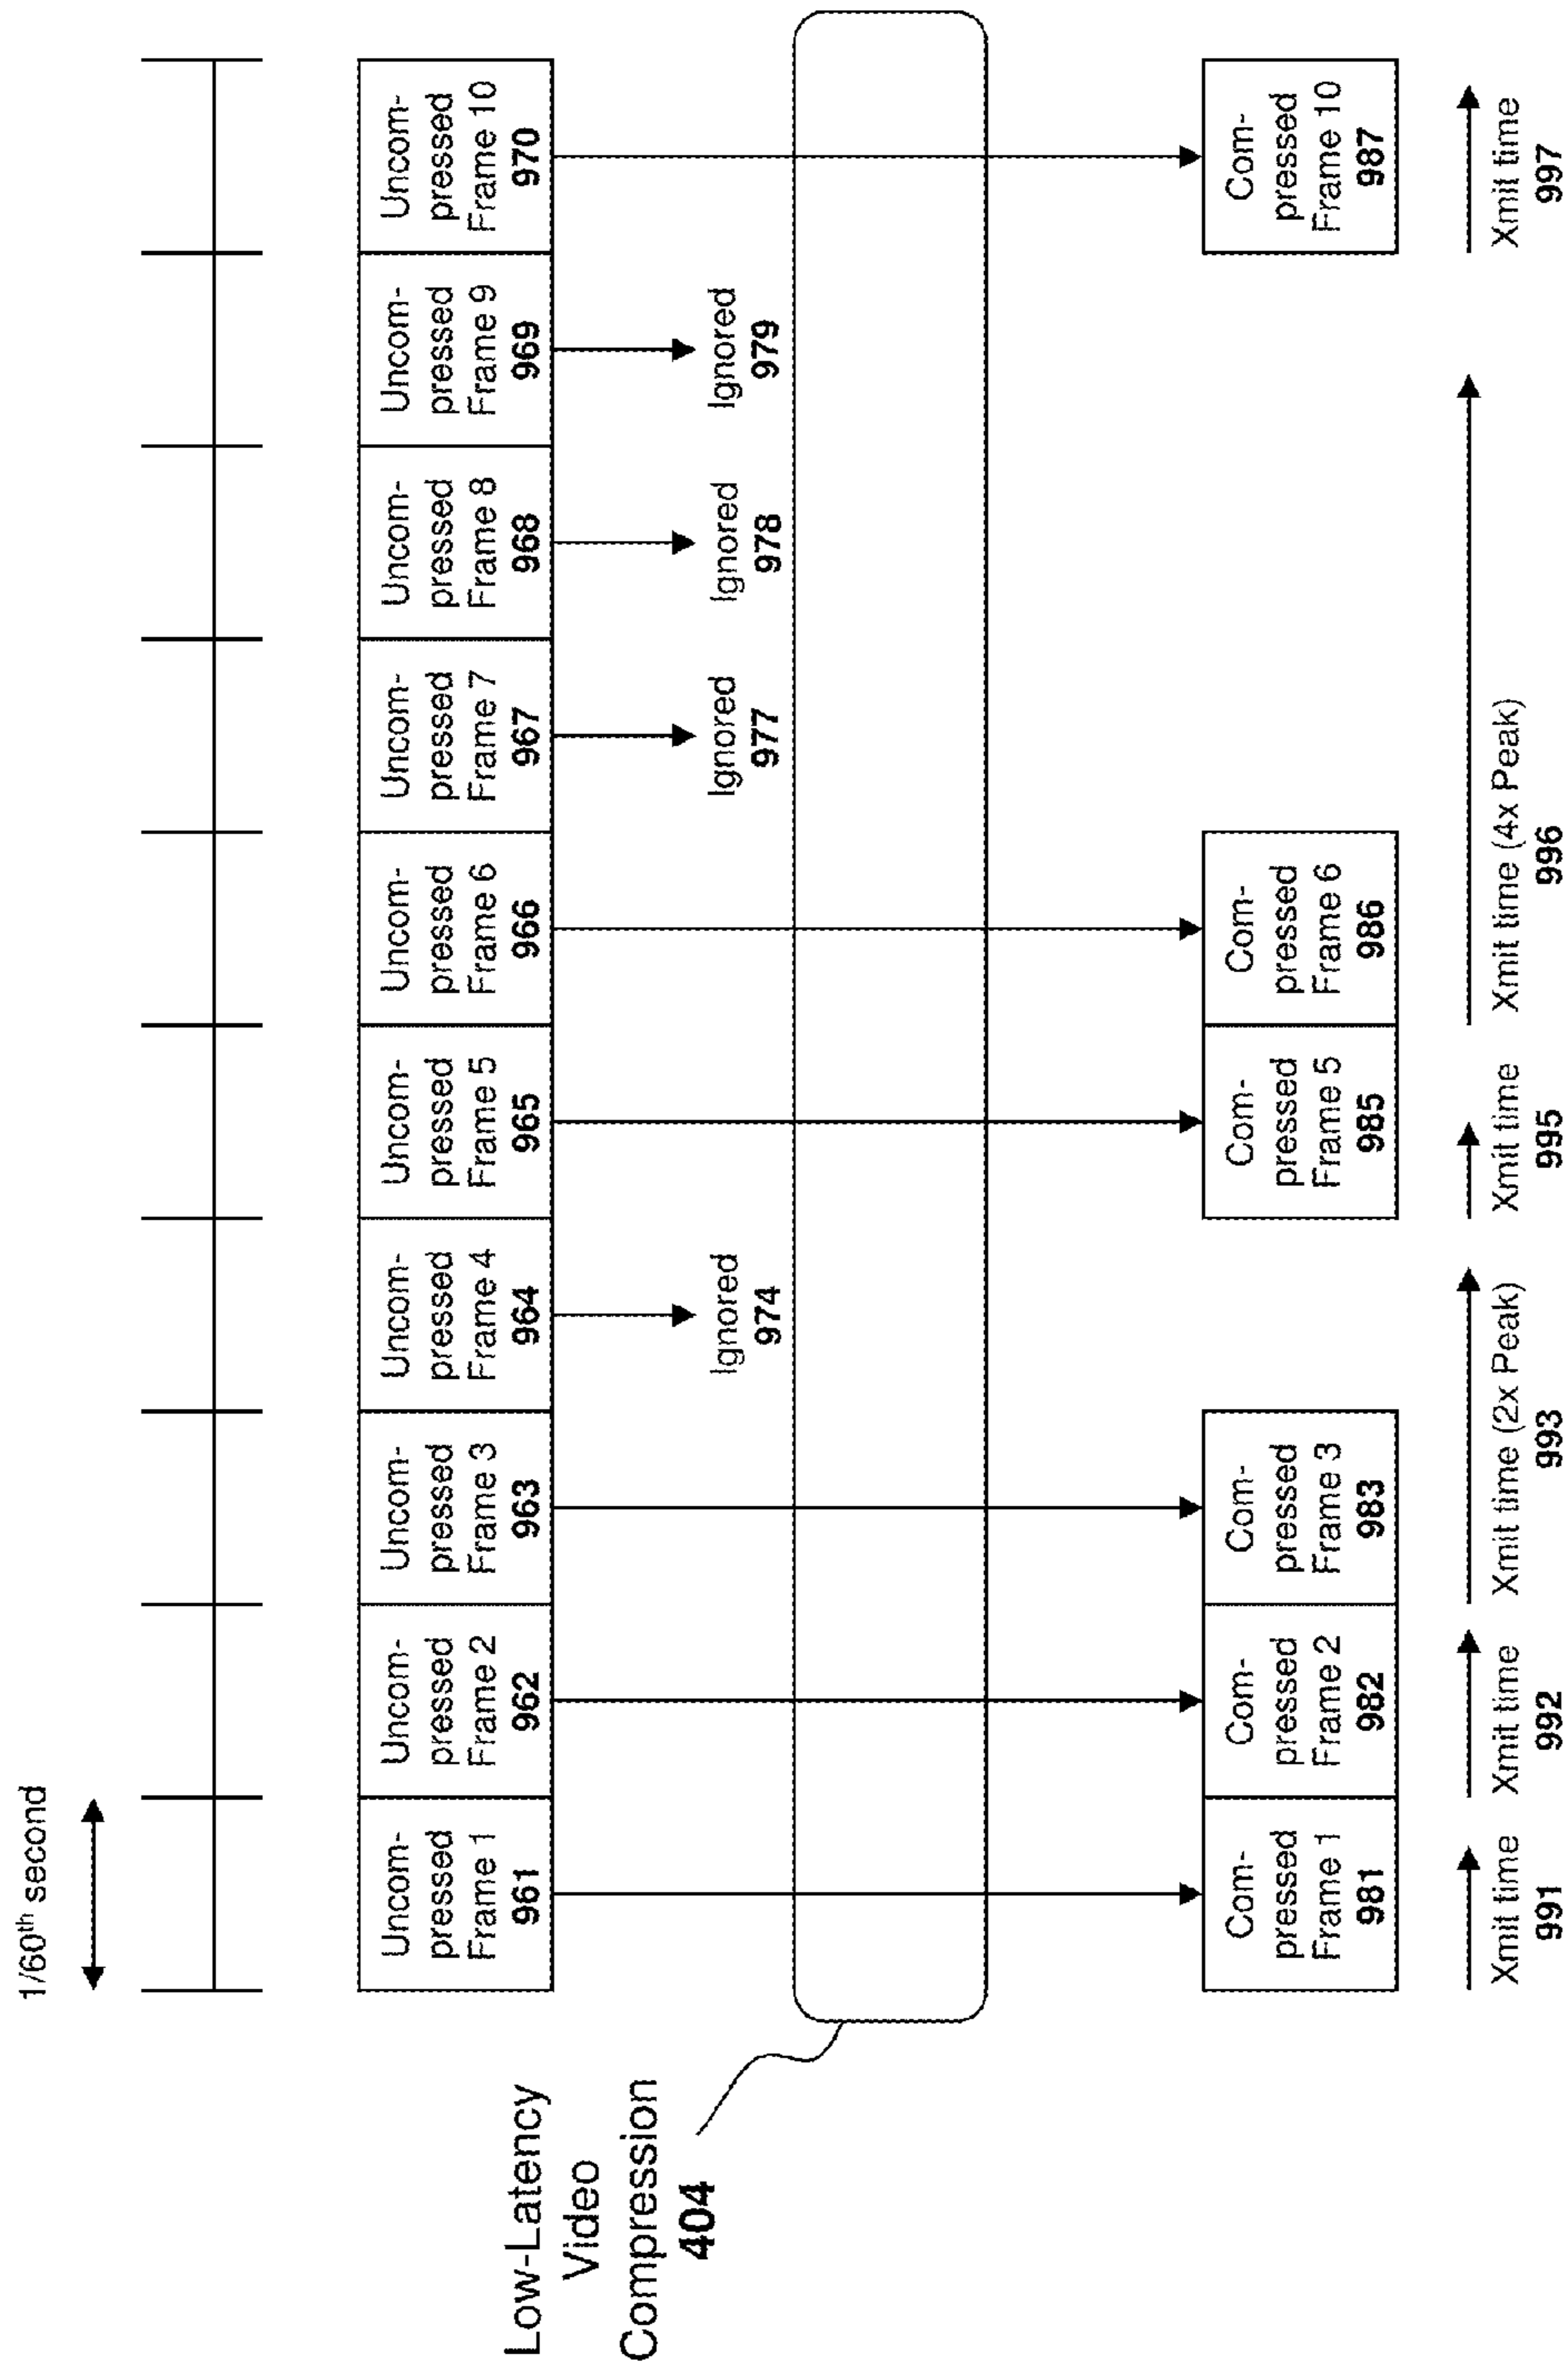 1/60th second
Uncom-
pressed
Frame 1
961
Uncom-
pressed
Frame 2
962
Uncom-
pressed
Frame 3
963
Uncom-
pressed
Frame 4
964
Uncom-
pressed
Frame 5
965
Uncom-
pressed
Frame 6
966
Uncom-
pressed
Frame 7
967
Uncom-
pressed
Frame 8
968
Uncom-
pressed
Frame 9
969
Uncom-
pressed
Frame 10
970
Ignored
974
Ignored
977
Ignored
978
Ignored
979
Low-Latency
Video
Compression
404
Com-
pressed
Frame 1
981
Com-
pressed
Frame 2
982
Com-
pressed
Frame 3
983
Com-
pressed
Frame 5
985
Com-
pressed
Frame 6
986
Com-
pressed
Frame 10
987
Xmit time
991
Xmit time
992
Xmit time (2x Peak)
993
Xmit time
995
Xmit time (4x Peak)
996
Xmit time
997